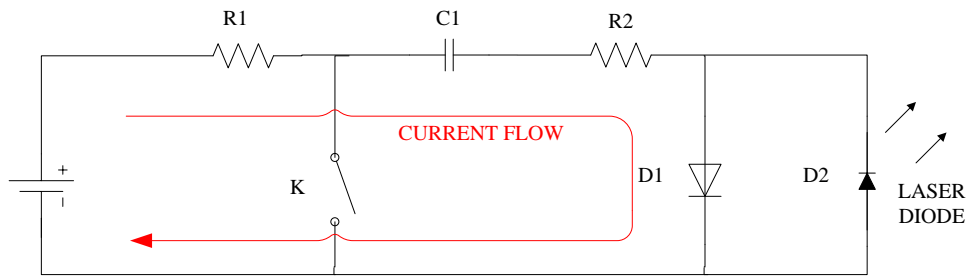 R1
C1
R2
CURRENT FLOW
+
K
D1
D2
LASER
DIODE
-